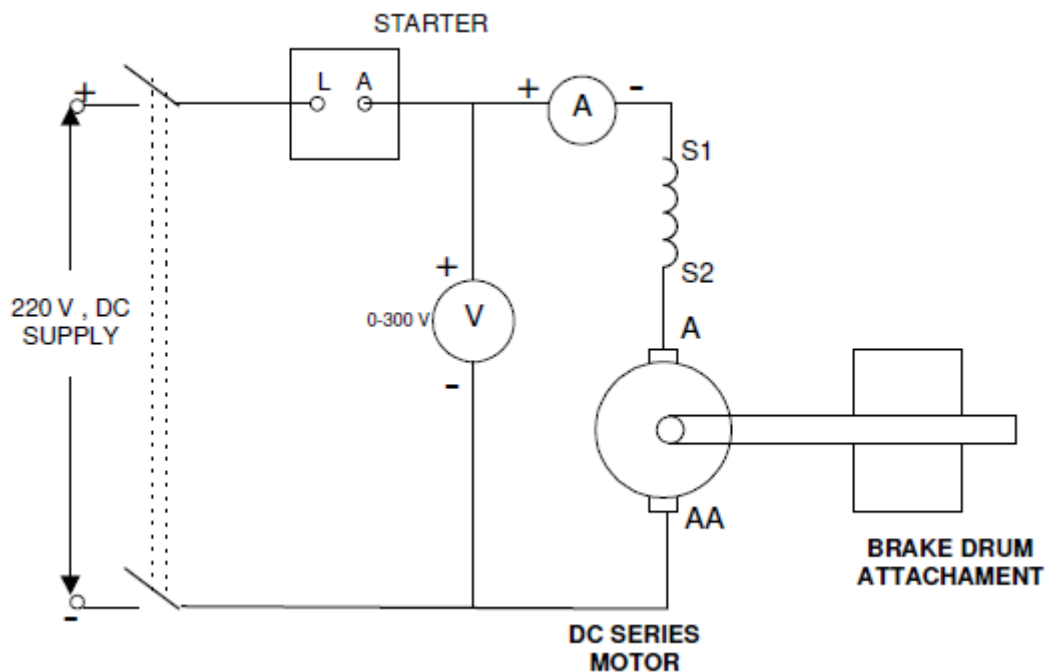 STARTER
+
L A
+ A -
S1
S2
220 V , DC
SUPPLY
+
0-300 V
V
-
A
AA
-
BRAKE DRUM
ATTACHAMENT
DC SERIES
MOTOR